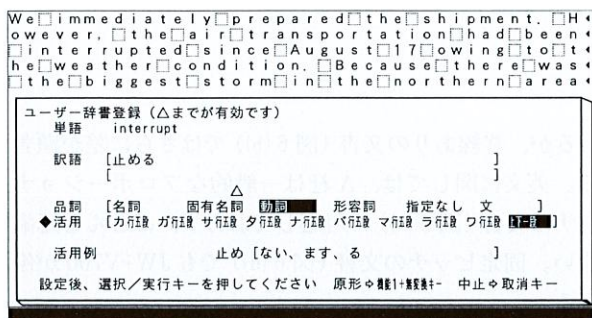 We immediately prepared the shipment. H
owever, the air transportation had been
interrupted since August 17 owing to t
he weather condition. Because there was
the biggest storm in the northern area
ユーザー辞書登録（△までが有効です）
単語 interrupt
訳語 [止める ]
[ ]
△
品詞 [名詞 固有名詞 動詞 形容詞 指定なし 文 ]
◆活用 [カ行五段 ガ行五段 サ行五段 タ行五段 ナ行五段 バ行五段 マ行五段 ラ行五段 ワ行五段 上下一段 ]
活用例 止め [ない、ます、る ]
設定後、選択／実行キーを押してください 原形⇨機能1+無変換キー 中止⇨取消キー